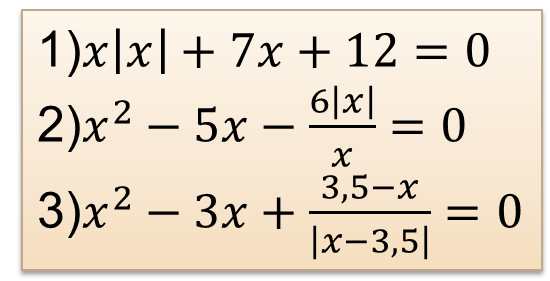 1)x|x| + 7x + 12 = 0
2)x² − 5x − 6|x|/x = 0
3)x² − 3x + 3,5−x/|x−3,5| = 0